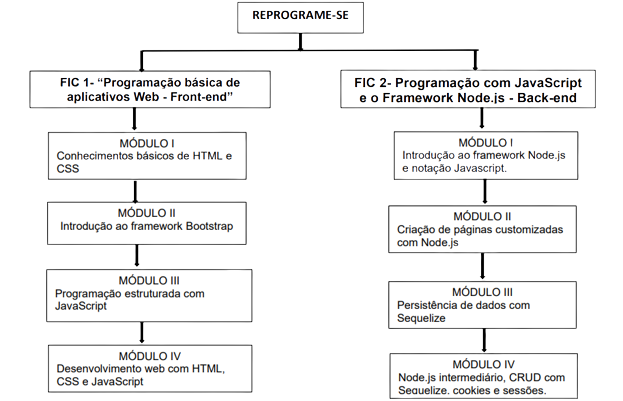 REPROGRAME-SE
FIC 1- “Programação básica de
aplicativos Web - Front-end”
MÓDULO I
Conhecimentos básicos de HTML e
CSS
MÓDULO II
Introdução ao framework Bootstrap
MÓDULO III
Programação estruturada com
JavaScript
MÓDULO IV
Desenvolvimento web com HTML,
CSS e JavaScript
FIC 2- Programação com JavaScript
e o Framework Node.js - Back-end
MÓDULO I
Introdução ao framework Node.js
e notação Javascript.
MÓDULO II
Criação de páginas customizadas
com Node.js
MÓDULO III
Persistência de dados com
Sequelize
MÓDULO IV
Node.js intermediário, CRUD com
Sequelize, cookies e sessões.